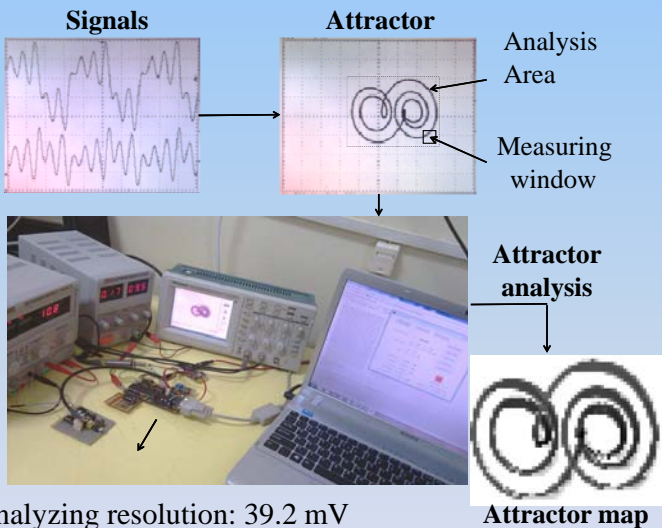 Signals
Attractor
Analysis
Area
Measuring
window
Attractor
analysis
nalyzing resolution: 39.2 mV
Attractor map